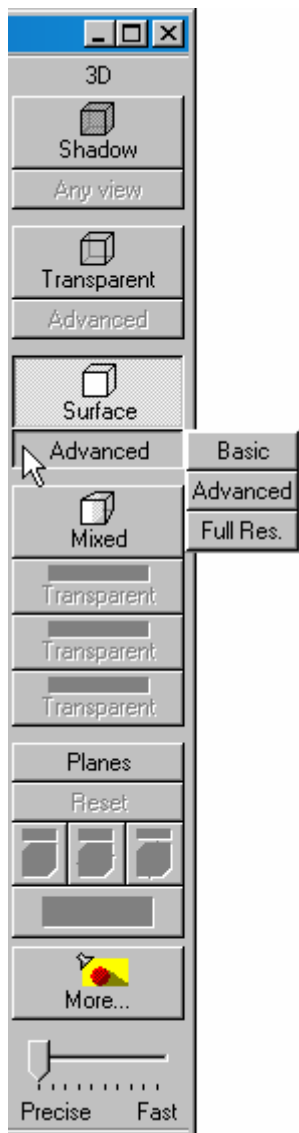 3D
Shadow
Any view
Transparent
Advanced
Surface
Advanced
Basic
Advanced
Full Res.
Mixed
Transparent
Transparent
Transparent
Planes
Reset
More...
Precise Fast